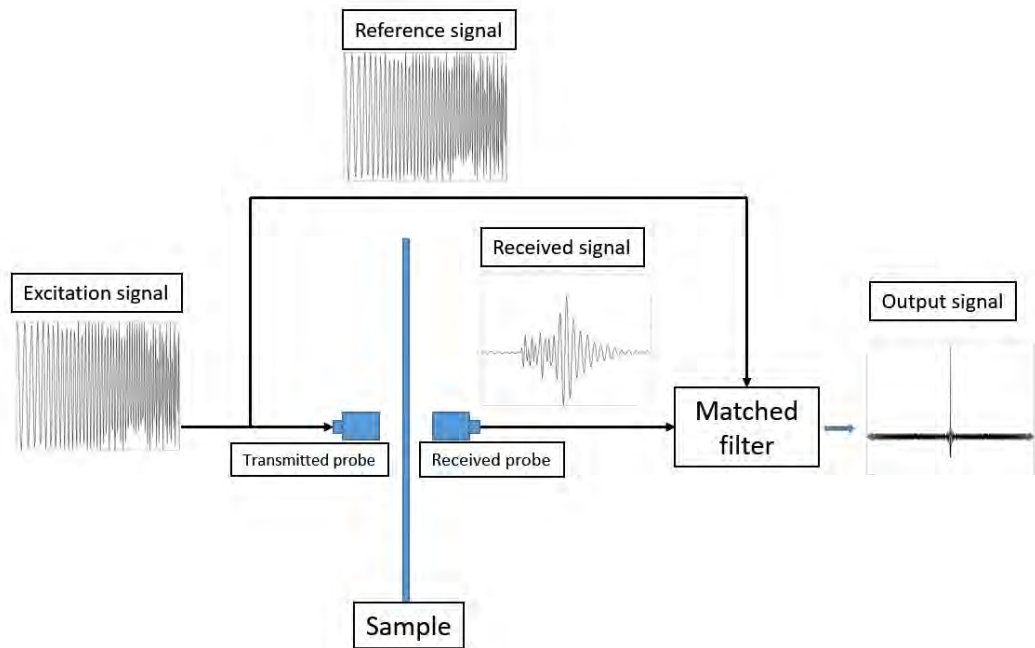 Reference signal
Received signal
Excitation signal
Output signal
Matched
filter
Transmitted probe
Received probe
Sample